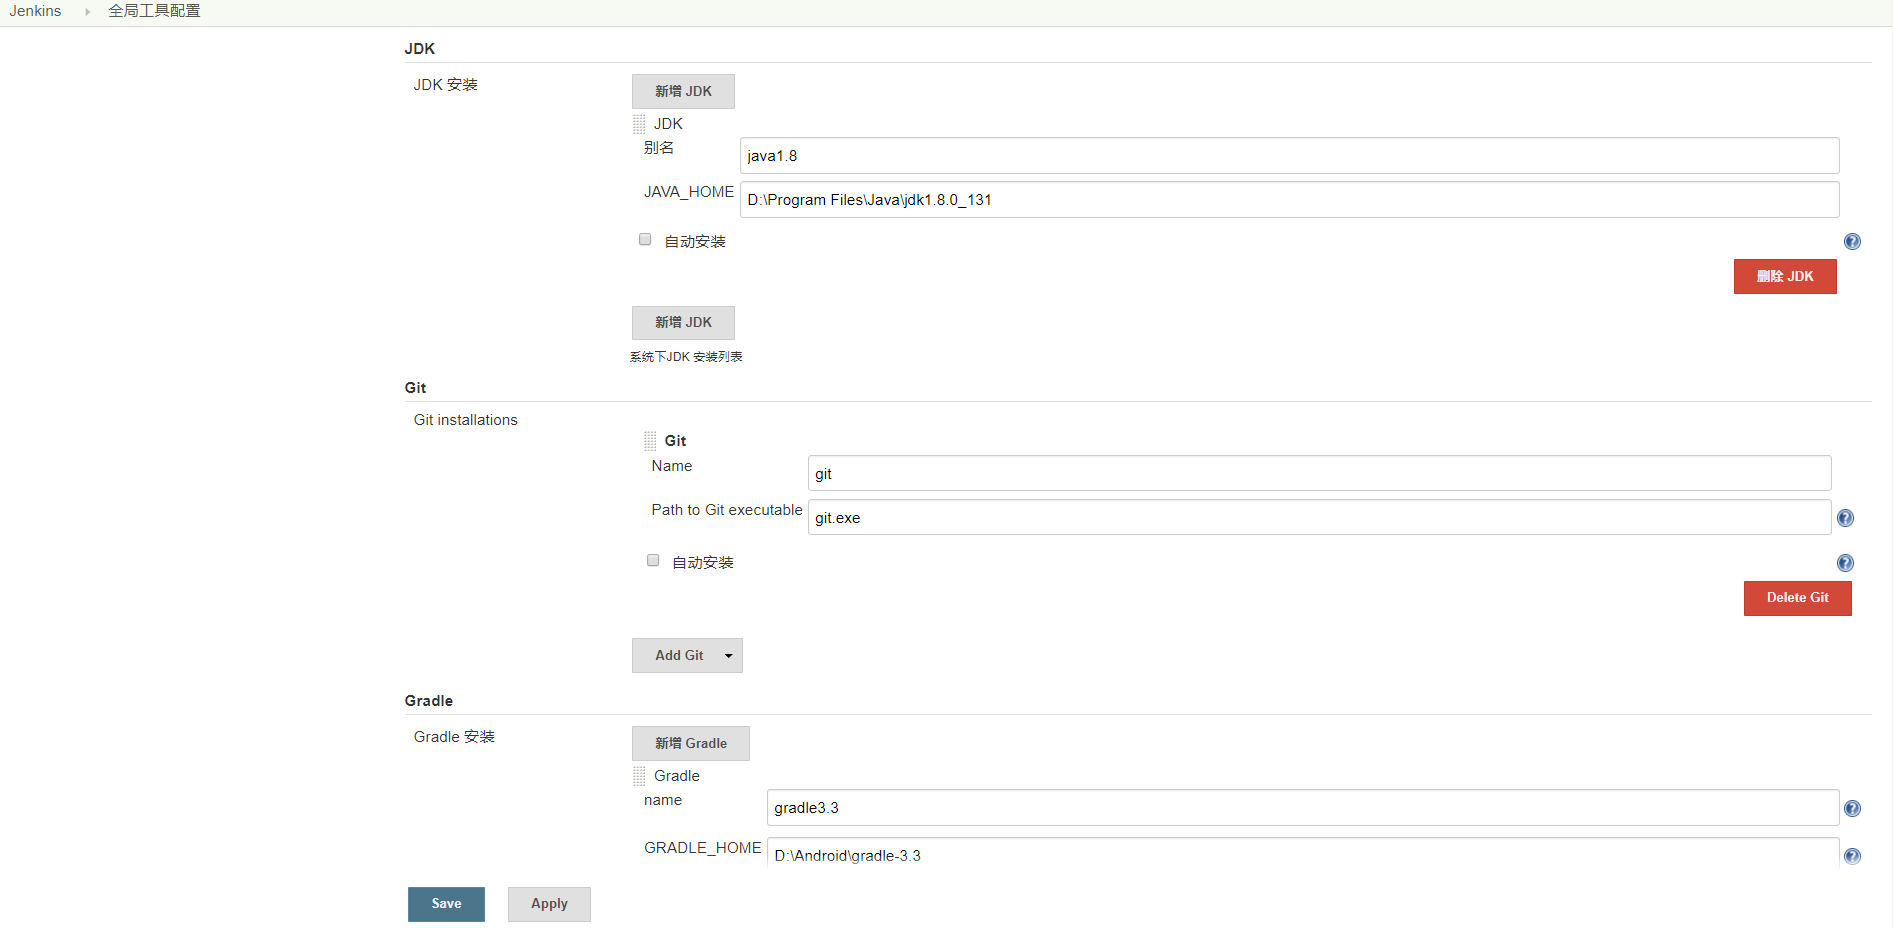 Jenkins 全局工具配置
JDK
JDK 安装
新增 JDK
JDK
别名
java1.8
JAVA_HOME
D:\Program Files\Java\jdk1.8.0_131
自动安装
删除 JDK
新增 JDK
系统下JDK 安装列表
Git
Git installations
Git
Name
git
Path to Git executable
git.exe
自动安装
Delete Git
Add Git
Gradle
Gradle 安装
新增 Gradle
Gradle
name
gradle3.3
GRADLE_HOME
D:\Android\gradle-3.3
Save
Apply